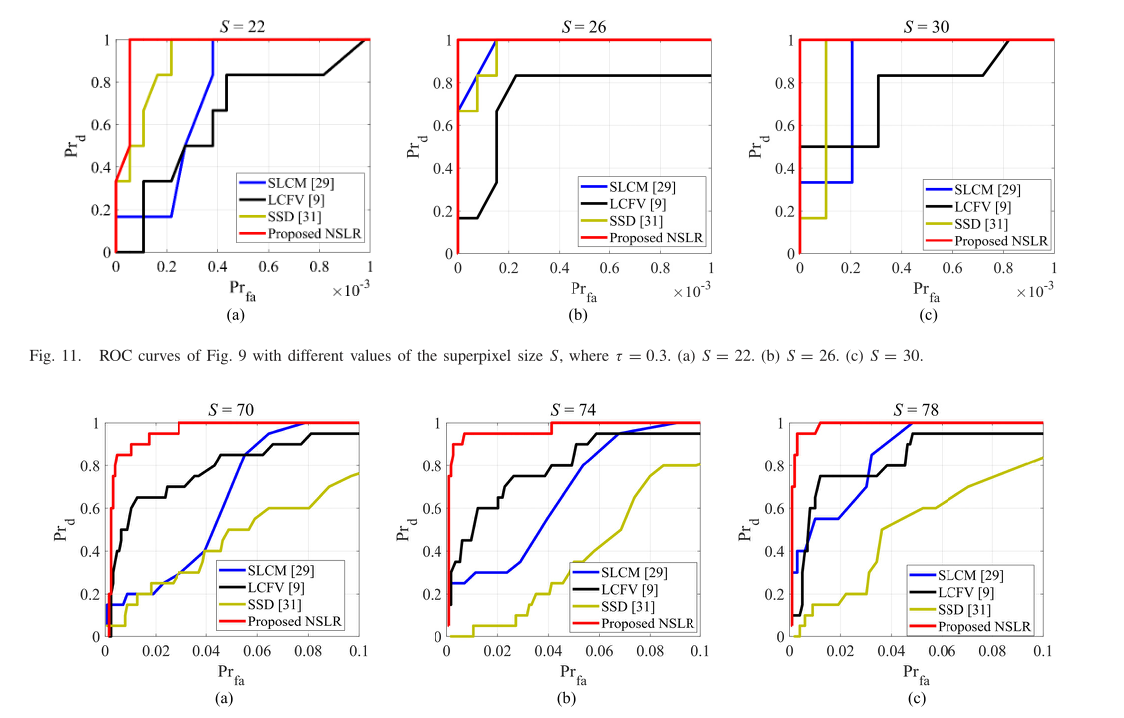 S = 22
S = 26
S = 30
1
0.8
0.6
0.4
0.2
0
Pr_d
SLCM [29]
LCFV [9]
SSD [31]
Proposed NSLR
0 0.2 0.4 0.6 0.8 1
Pr_fa
×10^-3
(a)
1
0.8
0.6
0.4
0.2
0
Pr_d
SLCM [29]
LCFV [9]
SSD [31]
Proposed NSLR
0 0.2 0.4 0.6 0.8 1
Pr_fa
×10^-3
(b)
1
0.8
0.6
0.4
0.2
0
Pr_d
SLCM [29]
LCFV [9]
SSD [31]
Proposed NSLR
0 0.2 0.4 0.6 0.8 1
Pr_fa
×10^-3
(c)
Fig. 11. ROC curves of Fig. 9 with different values of the superpixel size S, where τ = 0.3. (a) S = 22. (b) S = 26. (c) S = 30.
S = 70
S = 74
S = 78
1
0.8
0.6
0.4
0.2
0
Pr_d
SLCM [29]
LCFV [9]
SSD [31]
Proposed NSLR
0 0.02 0.04 0.06 0.08 0.1
Pr_fa
(a)
1
0.8
0.6
0.4
0.2
0
Pr_d
SLCM [29]
LCFV [9]
SSD [31]
Proposed NSLR
0 0.02 0.04 0.06 0.08 0.1
Pr_fa
(b)
1
0.8
0.6
0.4
0.2
0
Pr_d
SLCM [29]
LCFV [9]
SSD [31]
Proposed NSLR
0 0.02 0.04 0.06 0.08 0.1
Pr_fa
(c)